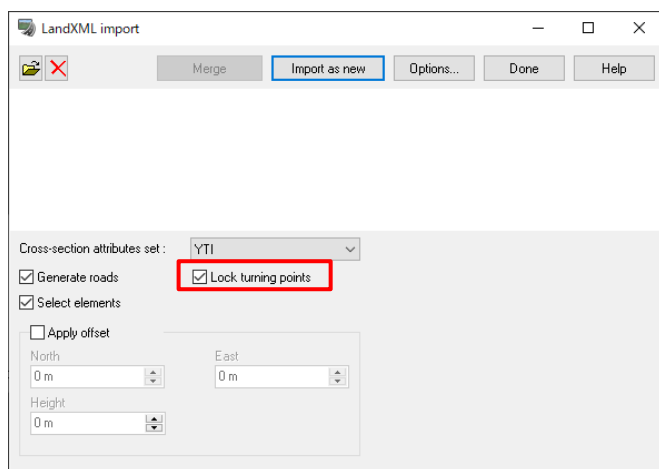 LandXML import
Merge Import as new Options... Done Help
Cross-section attributes set : YTI
Generate roads Lock turning points
Select elements
Apply offset
North East
0 m 0 m
Height
0 m